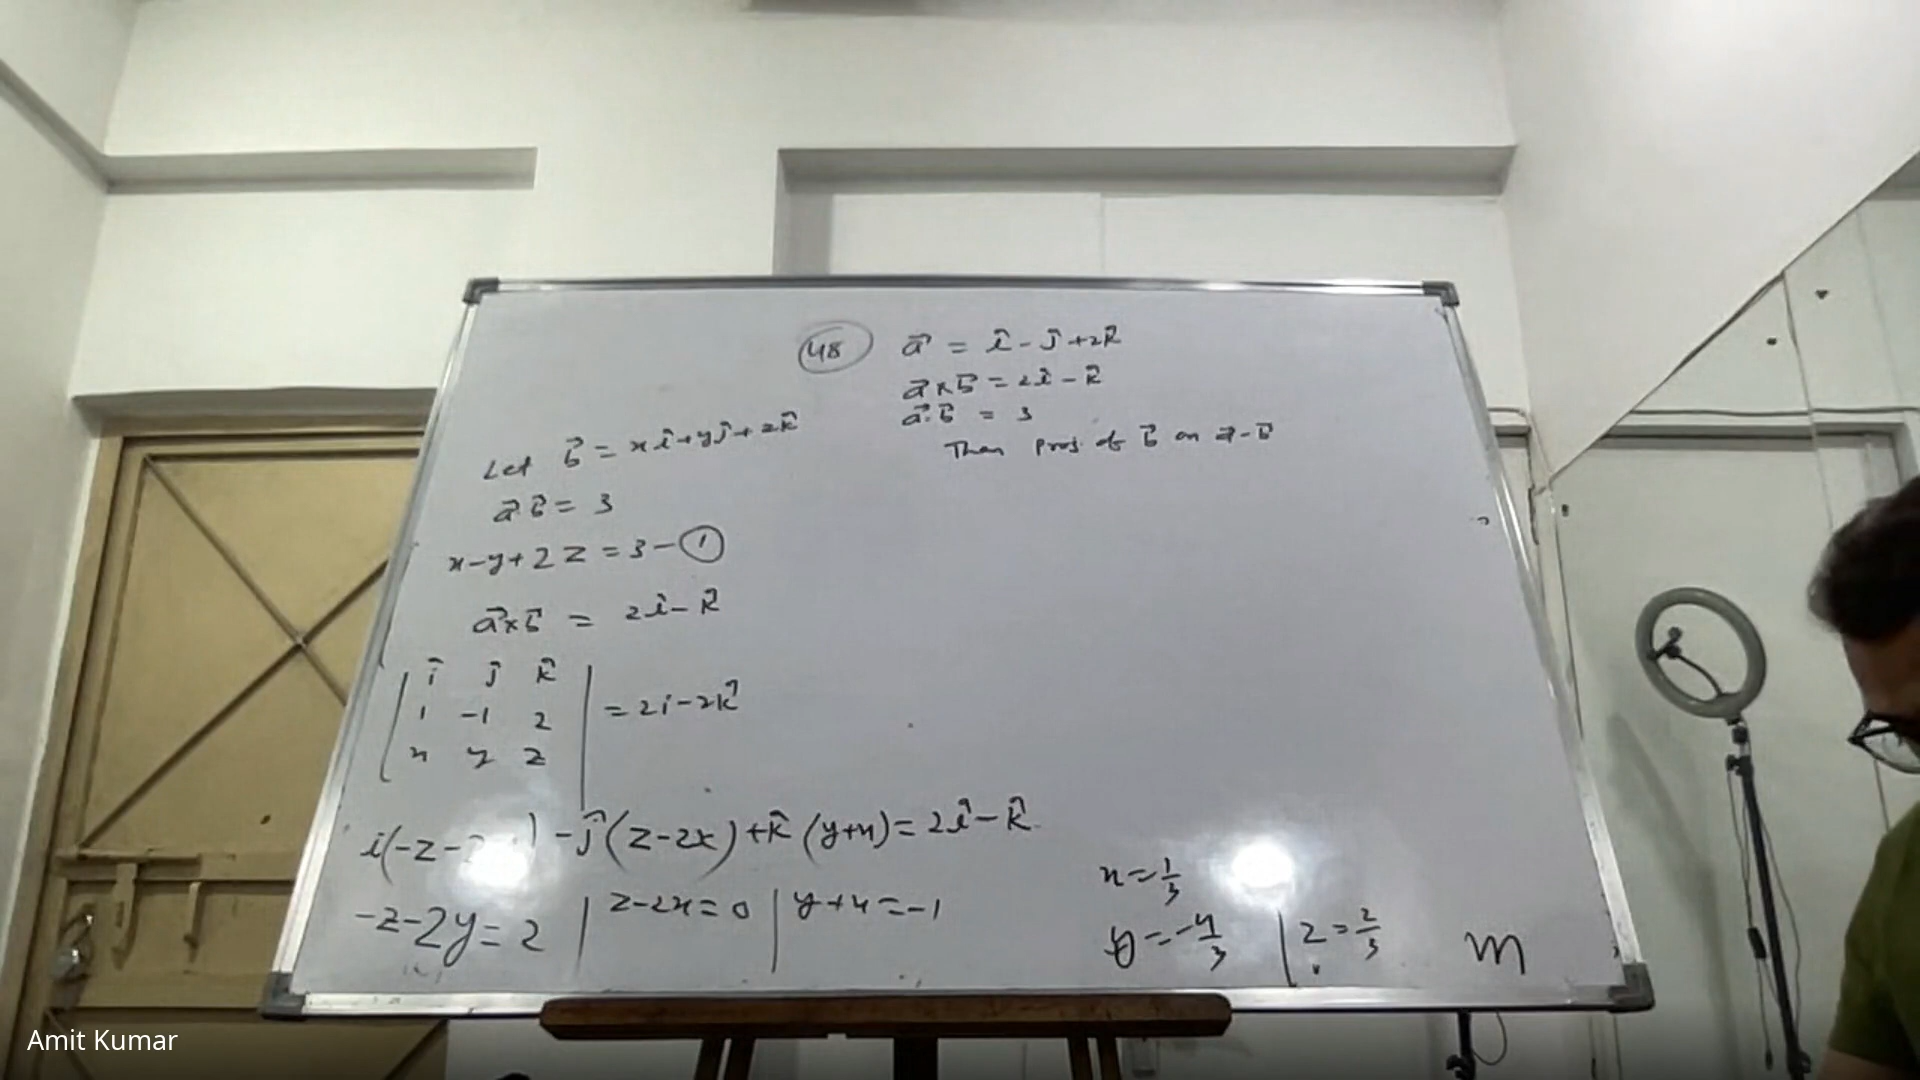 48 a⃗ = î - ĵ + 2k̂
a⃗ × b⃗ = 2î - k̂
a⃗.b⃗ = 3
Then Proj. of b⃗ on a⃗ - b⃗
Let b⃗ = xî + yĵ + zk̂
a⃗.b⃗ = 3
x - y + 2z = 3 - ①
a⃗ × b⃗ = 2î - k̂
| î ĵ k̂ |
| 1 -1 2 | = 2i - 2k̂
| x y z |
i(-z - ) - ĵ(z - 2x) + k̂(y + x) = 2î - k̂
-z - 2y = 2 | z - 2x = 0 | y + x = -1
x = 1/3
y = -4/3 | z = 2/3 m
Amit Kumar